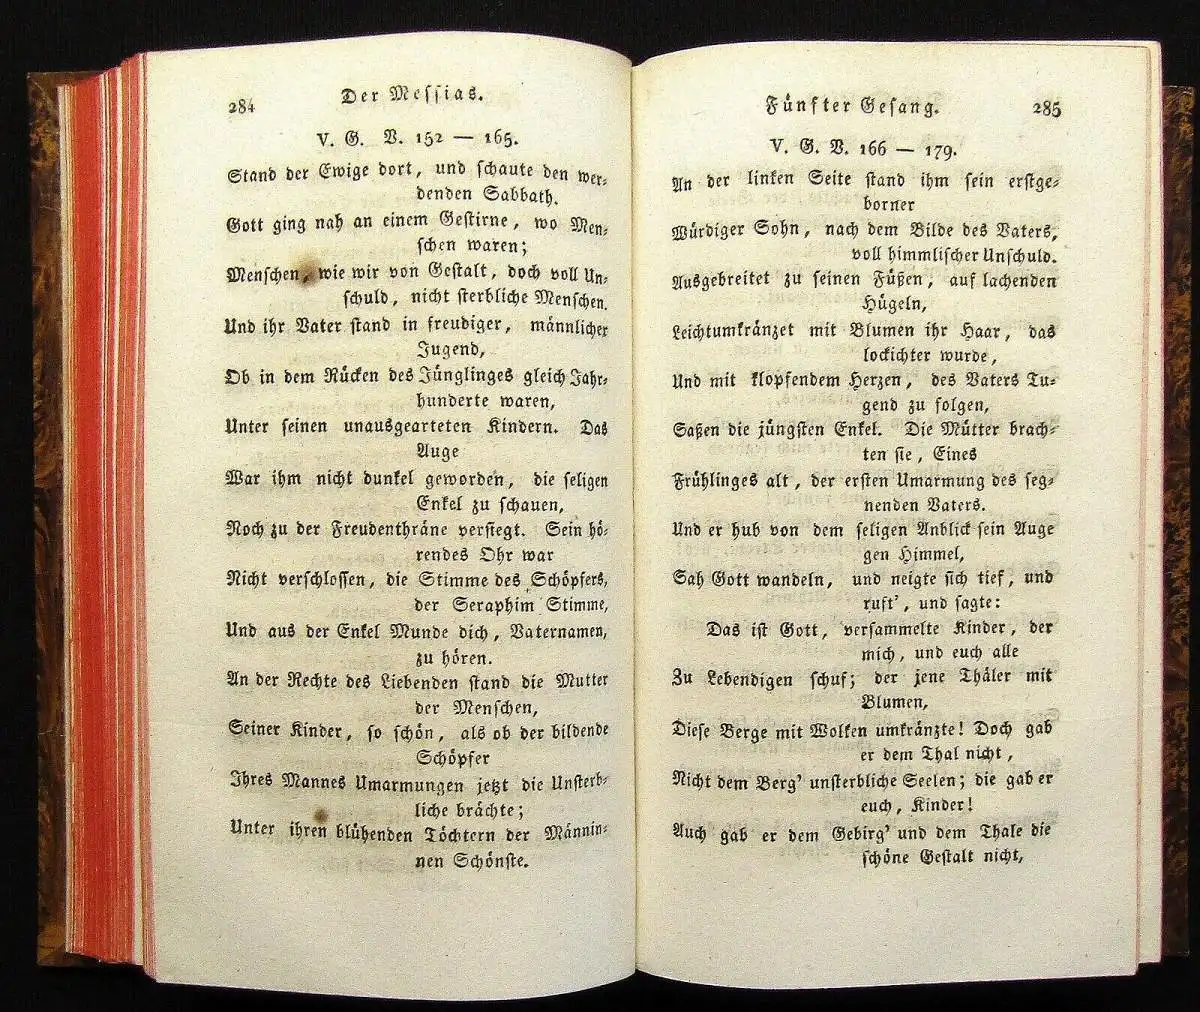 284
Der Messias.
V. G. V. 152 — 165.
Stand der Ewige dort, und schaute den wer-
denden Sabbath.
Gott ging nah an einem Gestirne, wo Men-
schen waren;
Menschen, wie wir von Gestalt, doch voll Un-
schuld, nicht sterbliche Menschen.
Und ihr Vater stand in freudiger, männlicher
Jugend,
Ob in dem Rücken des Jünglinges gleich Jahr-
hunderte waren,
Unter seinen unausgearteten Kindern. Das
Auge
War ihm nicht dunkel geworden, die seligen
Enkel zu schauen,
Noch zu der Freudenthräne versiegt. Sein hö-
rendes Ohr war
Nicht verschlossen, die Stimme des Schöpfers,
der Seraphim Stimme,
Und aus der Enkel Munde dich, Vaternamen,
zu hören.
An der Rechte des Liebenden stand die Mutter
der Menschen,
Seiner Kinder, so schön, als ob der bildende
Schöpfer
Ihres Mannes Umarmungen jetzt die Unsterb-
liche brächte;
Unter ihren blühenden Töchtern der Männin-
nen Schönste.
Fünfter Gesang.
285
V. G. V. 166 — 179.
An der linken Seite stand ihm sein erstge-
borner
Würdiger Sohn, nach dem Bilde des Vaters,
voll himmlischer Unschuld.
Ausgebreitet zu seinen Füßen, auf lachenden
Hügeln,
Leichtumkränzet mit Blumen ihr Haar, das
lockichter wurde,
Und mit klopfendem Herzen, des Vaters Tu-
gend zu folgen,
Saßen die jüngsten Enkel. Die Mütter brach-
ten sie, Eines
Frühlinges alt, der ersten Umarmung des seg-
nenden Vaters.
Und er hub von dem seligen Anblick sein Auge
gen Himmel,
Sah Gott wandeln, und neigte sich tief, und
ruft', und sagte:
Das ist Gott, versammelte Kinder, der
mich, und euch alle
Zu Lebendigen schuf; der jene Thäler mit
Blumen,
Diese Berge mit Wolken umkränzte! Doch gab
er dem Thal nicht,
Nicht dem Berg' unsterbliche Seelen; die gab er
euch, Kinder!
Auch gab er dem Gebirg' und dem Thale die
schöne Gestalt nicht,